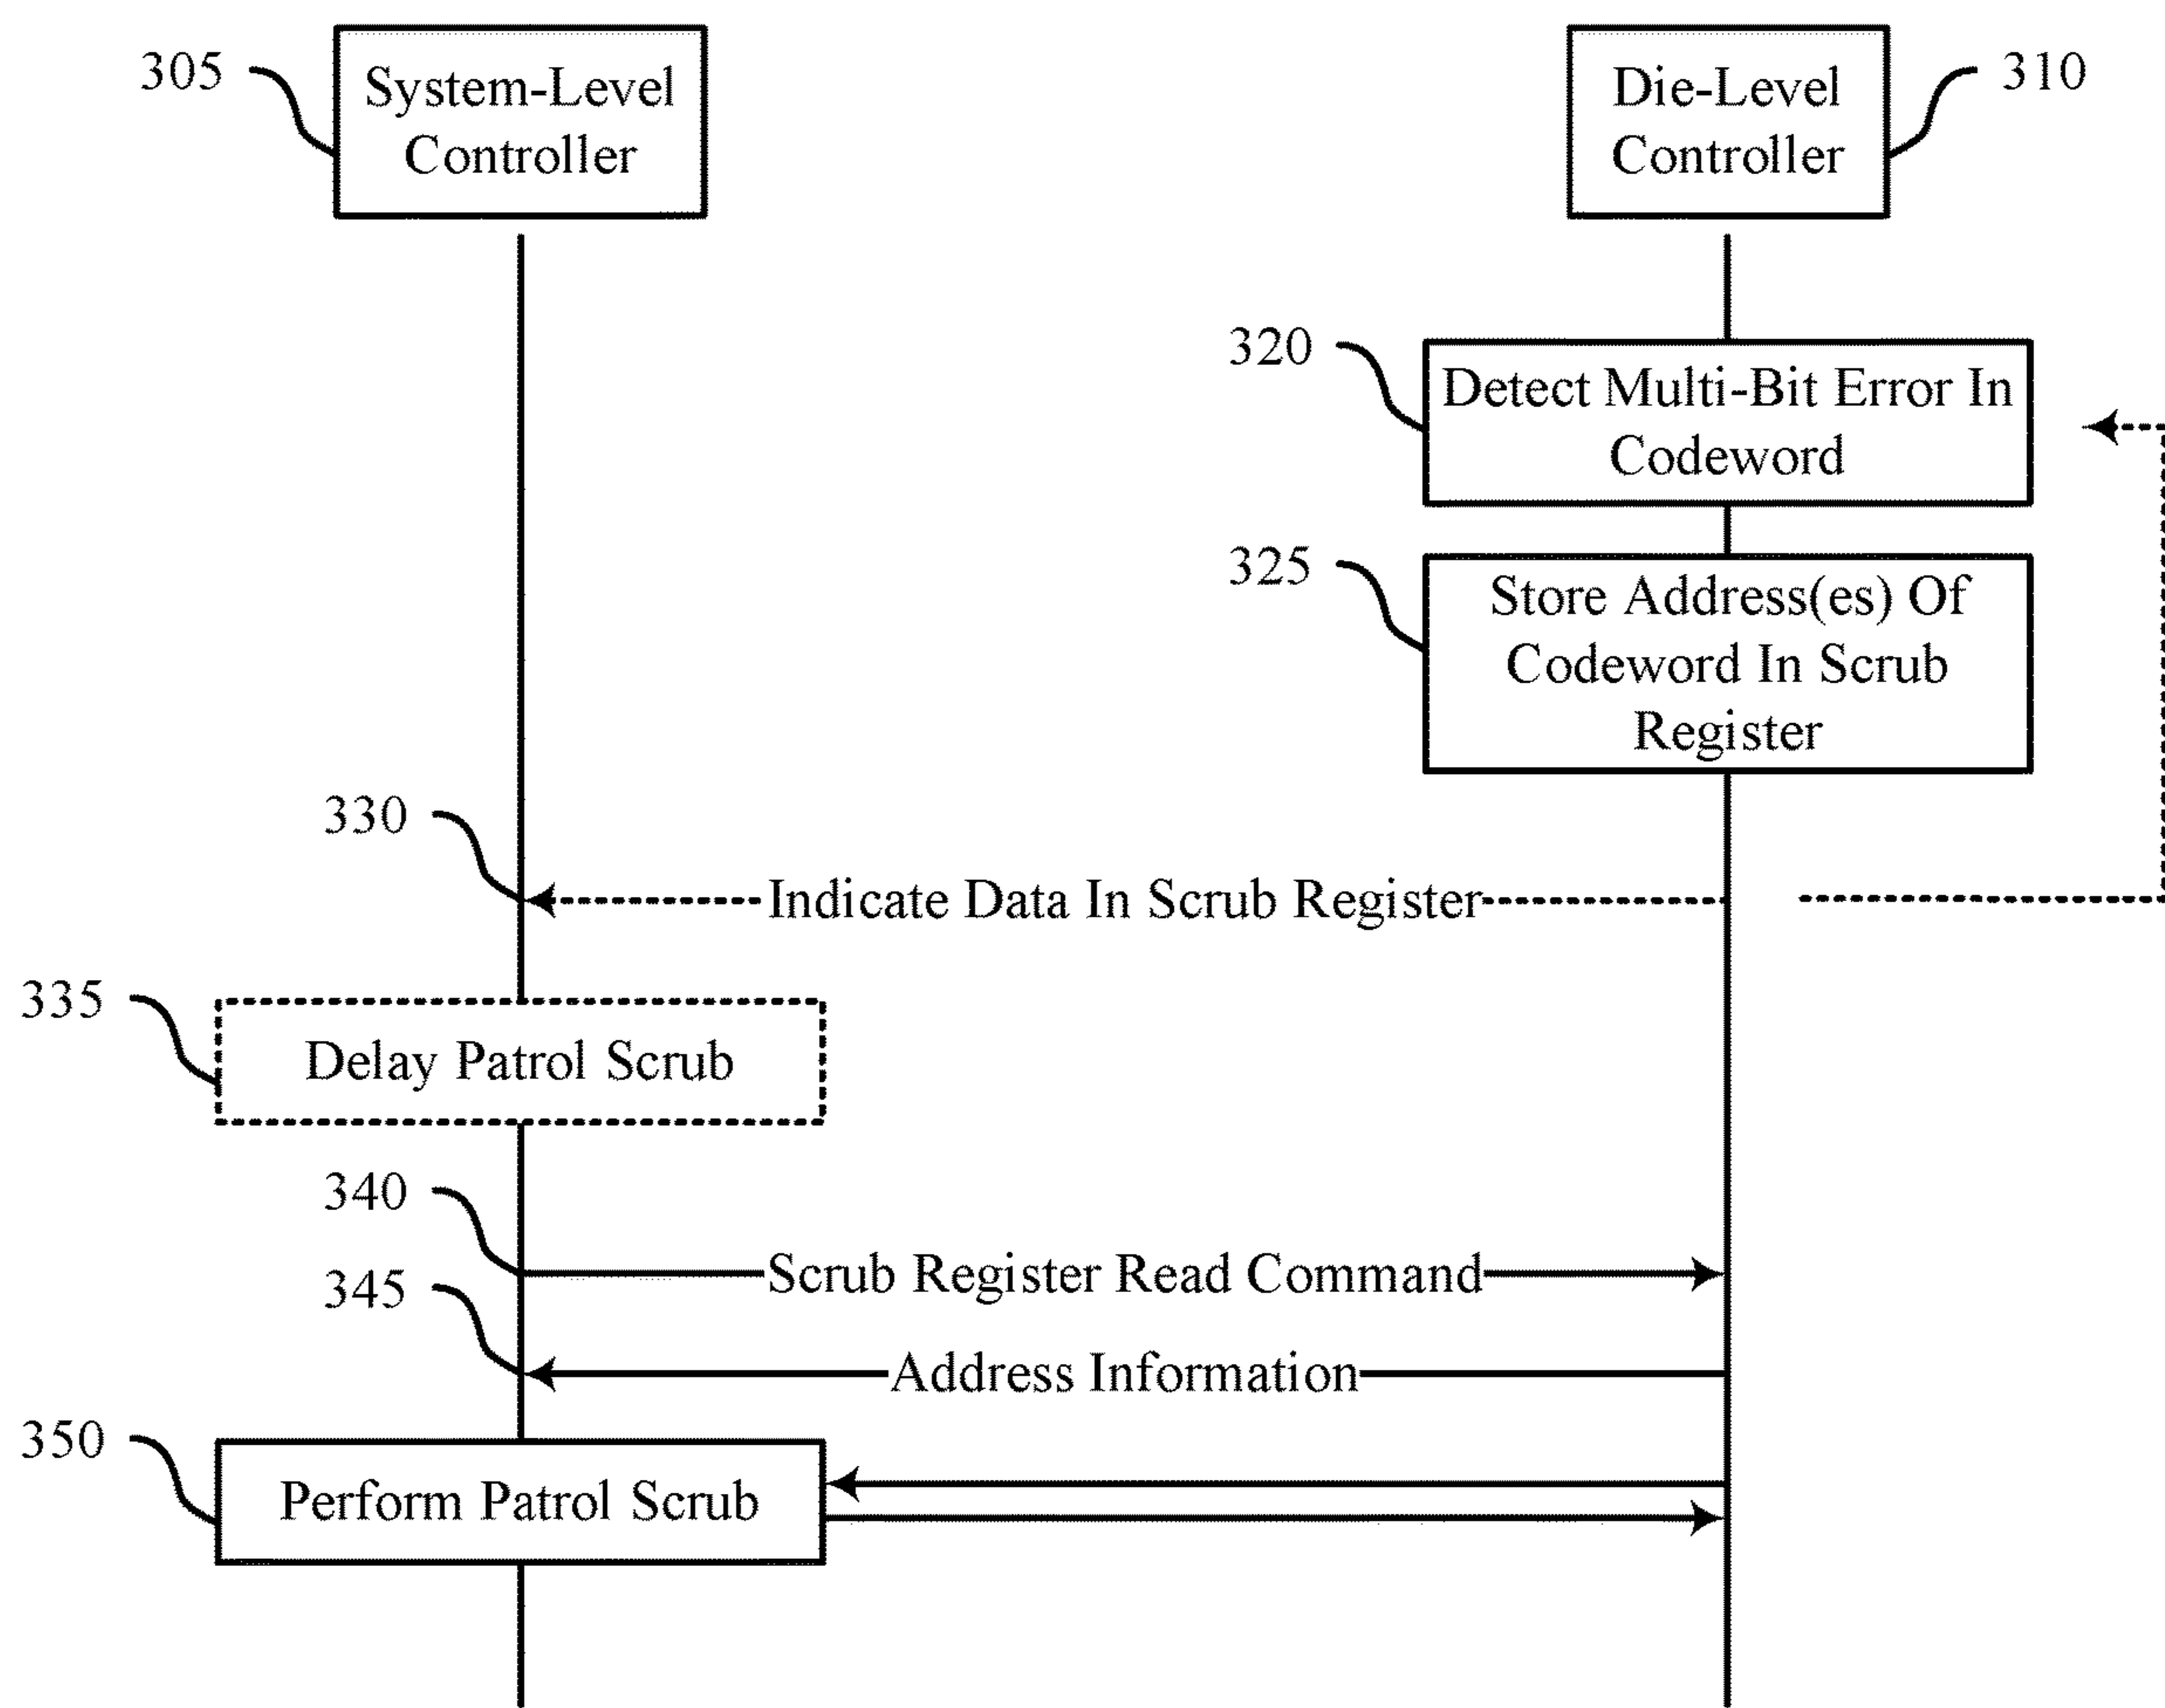 305
System-Level
Controller
Die-Level
Controller
310
320
Detect Multi-Bit Error In
Codeword
325
Store Address(es) Of
Codeword In Scrub
Register
330
Indicate Data In Scrub Register
335
Delay Patrol Scrub
340
Scrub Register Read Command
345
Address Information
350
Perform Patrol Scrub